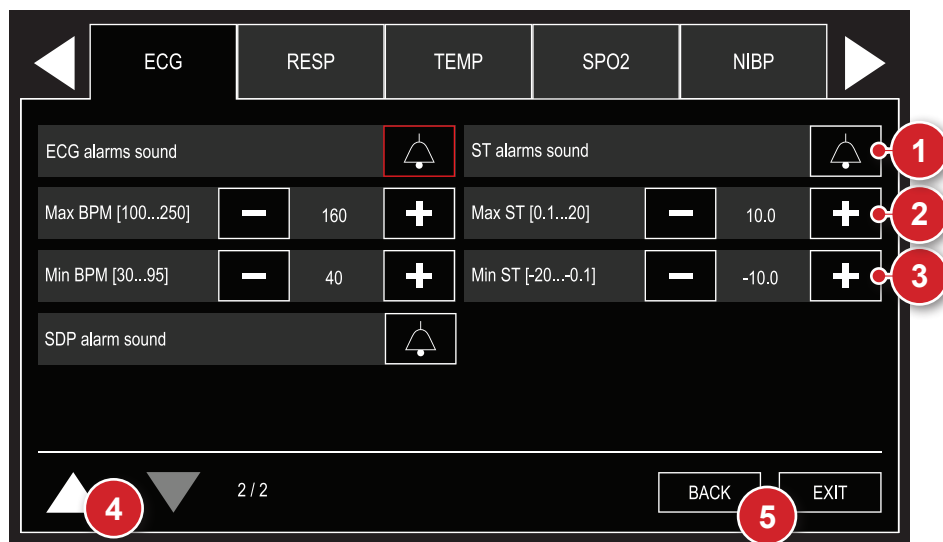 ECG RESP TEMP SPO2 NIBP
ECG alarms sound ST alarms sound 1
Max BPM [100...250] 160 Max ST [0.1...20] 10.0 2
Min BPM [30...95] 40 Min ST [-20...-0.1] -10.0 3
SDP alarm sound
4 2 / 2 BACK 5 EXIT